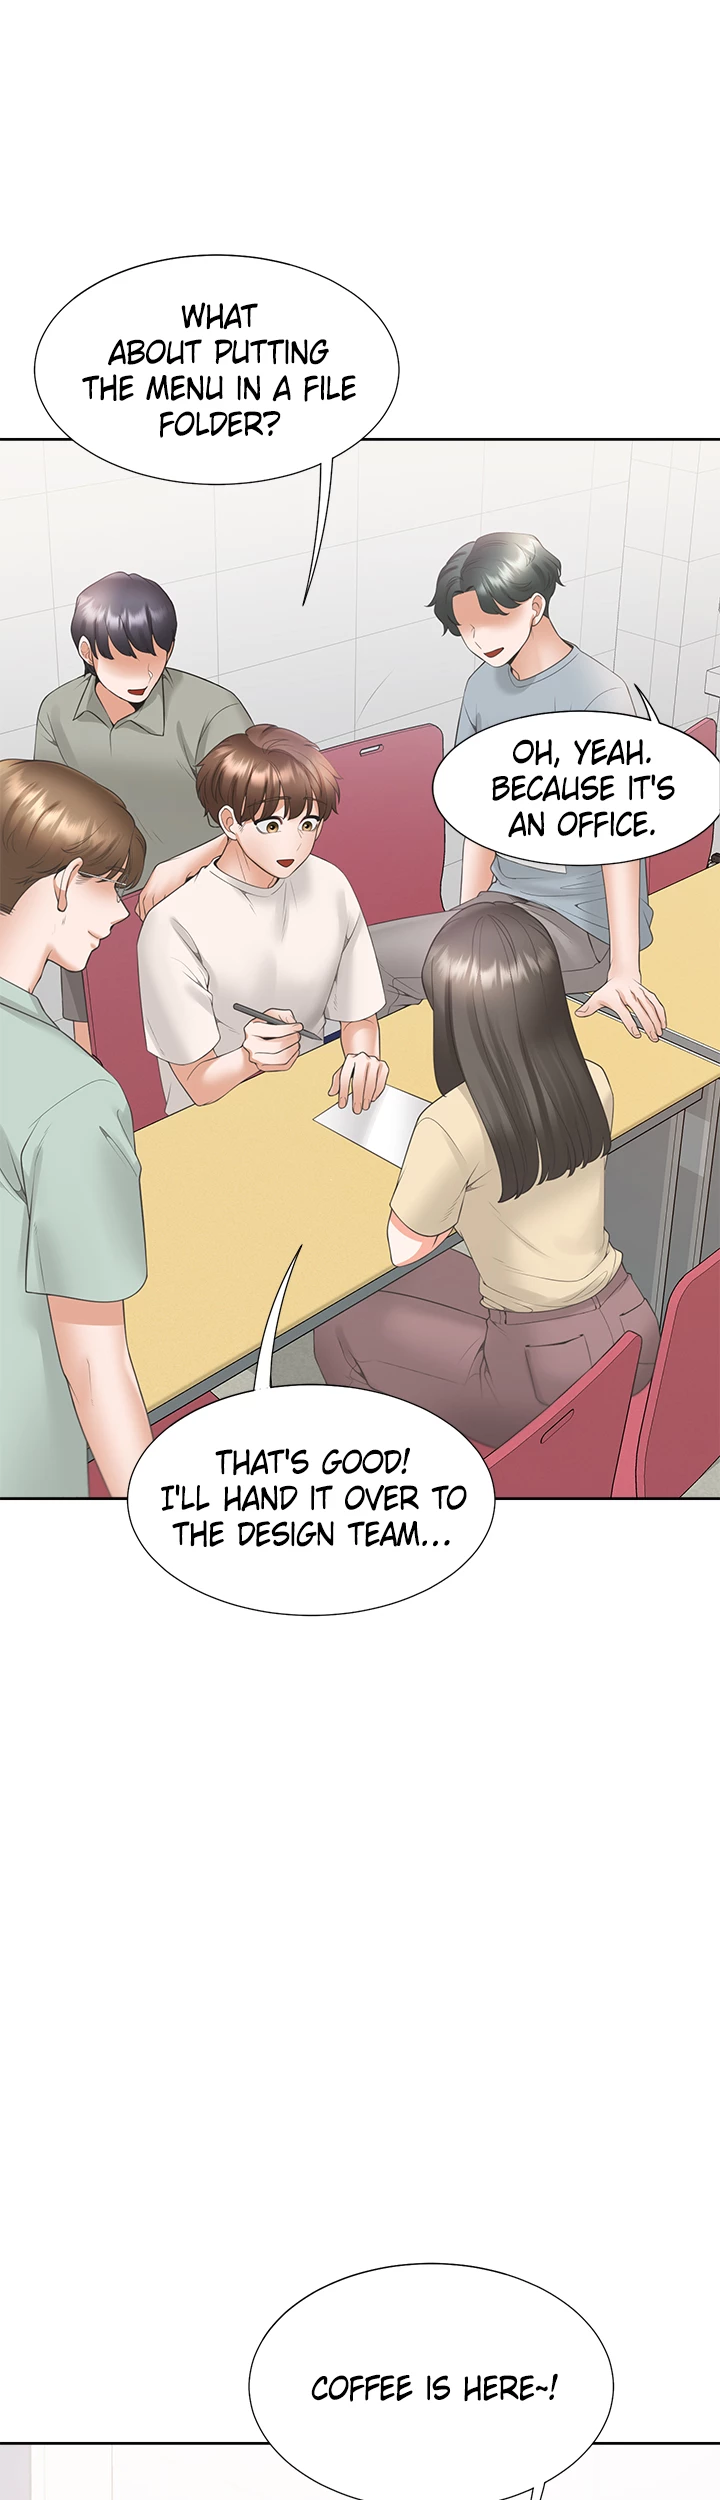 WHAT
ABOUT PUTTING
THE MENU IN A FILE
FOLDER?
OH, YEAH.
BECAUSE IT'S
AN OFFICE.
THAT'S GOOD!
I'LL HAND IT OVER TO
THE DESIGN TEAM...
COFFEE IS HERE~!